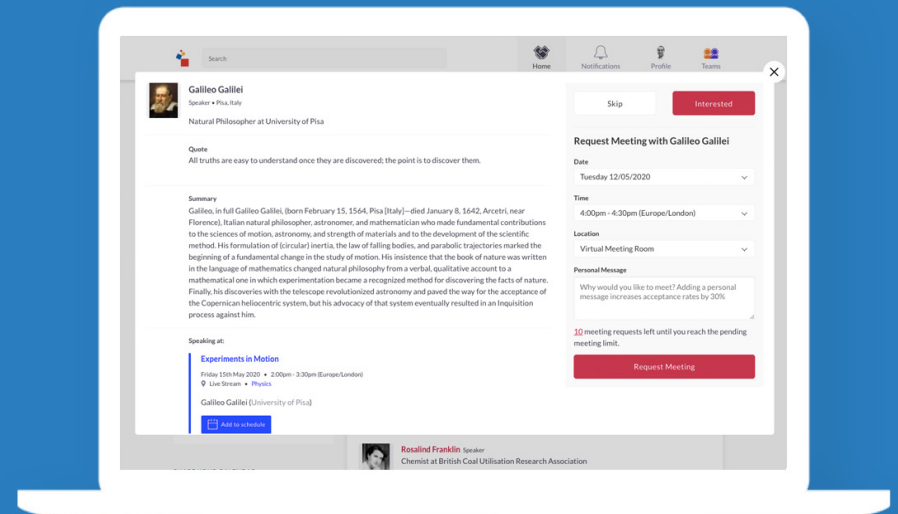 Search
Home
Notifications
Profile
Teams
Galileo Galilei
Speaker • Pisa, Italy
Natural Philosopher at University of Pisa
Quote
All truths are easy to understand once they are discovered; the point is to discover them.
Summary
Galileo, in full Galileo Galilei, (born February 15, 1564, Pisa [Italy]—died January 8, 1642, Arcetri, near
Florence), Italian natural philosopher, astronomer, and mathematician who made fundamental contributions
to the sciences of motion, astronomy, and strength of materials and to the development of the scientific
method. His formulation of (circular) inertia, the law of falling bodies, and parabolic trajectories marked the
beginning of a fundamental change in the study of motion. His insistence that the book of nature was written
in the language of mathematics changed natural philosophy from a verbal, qualitative account to a
mathematical one in which experimentation became a recognized method for discovering the facts of nature.
Finally, his discoveries with the telescope revolutionized astronomy and paved the way for the acceptance of
the Copernican heliocentric system, but his advocacy of that system eventually resulted in an Inquisition
process against him.
Speaking at:
Experiments in Motion
Friday 15th May 2020 • 2:00pm - 3:30pm (Europe/London)
Live Stream • Physics
Galileo Galilei (University of Pisa)
Add to schedule
Skip
Interested
Request Meeting with Galileo Galilei
Date
Tuesday 12/05/2020
Time
4:00pm - 4:30pm (Europe/London)
Location
Virtual Meeting Room
Personal Message
Why would you like to meet? Adding a personal
message increases acceptance rates by 30%
10 meeting requests left until you reach the pending
meeting limit.
Request Meeting
Rosalind Franklin Speaker
Chemist at British Coal Utilisation Research Association